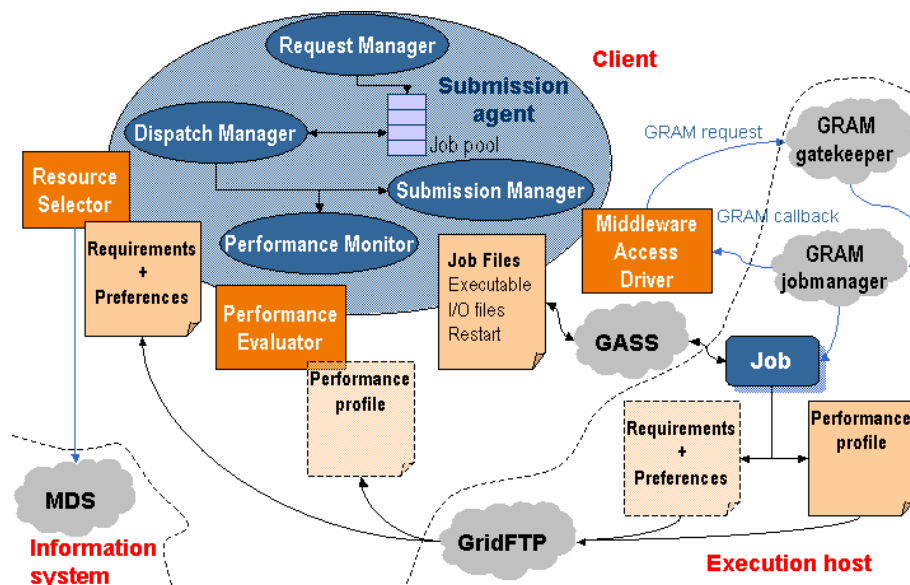 Request Manager
Client
Submission
agent
Dispatch Manager
Job pool
GRAM request
GRAM
gatekeeper
Resource
Selector
Submission Manager
GRAM callback
Requirements
+
Preferences
Performance Monitor
Job Files
Executable
I/O files
Restart
Middleware
Access
Driver
GRAM
jobmanager
Performance
Evaluator
GASS
Job
Performance
profile
Requirements
+
Preferences
Performance
profile
MDS
GridFTP
Information
system
Execution host